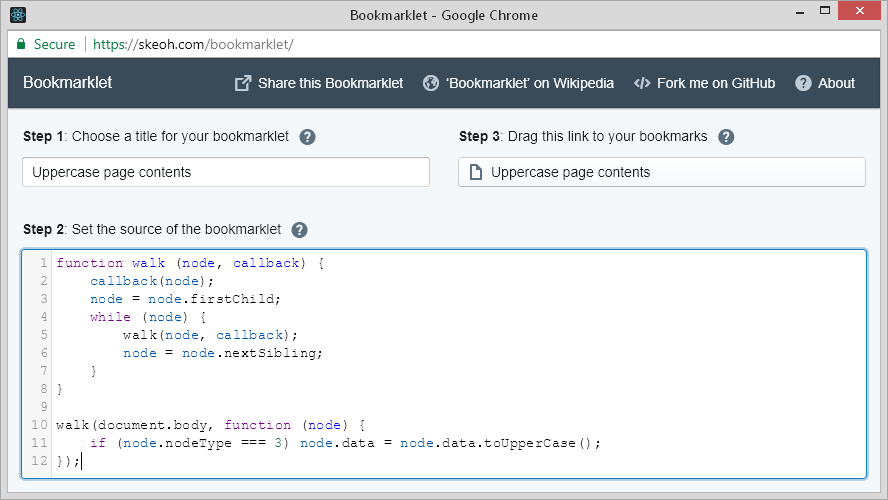 Bookmarklet - Google Chrome
Secure https://skeoh.com/bookmarklet/
Bookmarklet Share this Bookmarklet 'Bookmarklet' on Wikipedia </> Fork me on GitHub ? About
Step 1: Choose a title for your bookmarklet ?
Uppercase page contents
Step 3: Drag this link to your bookmarks ?
Uppercase page contents
Step 2: Set the source of the bookmarklet ?
1 function walk (node, callback) {
2     callback(node);
3     node = node.firstChild;
4     while (node) {
5         walk(node, callback);
6         node = node.nextSibling;
7     }
8 }
9
10 walk(document.body, function (node) {
11     if (node.nodeType === 3) node.data = node.data.toUpperCase();
12 });